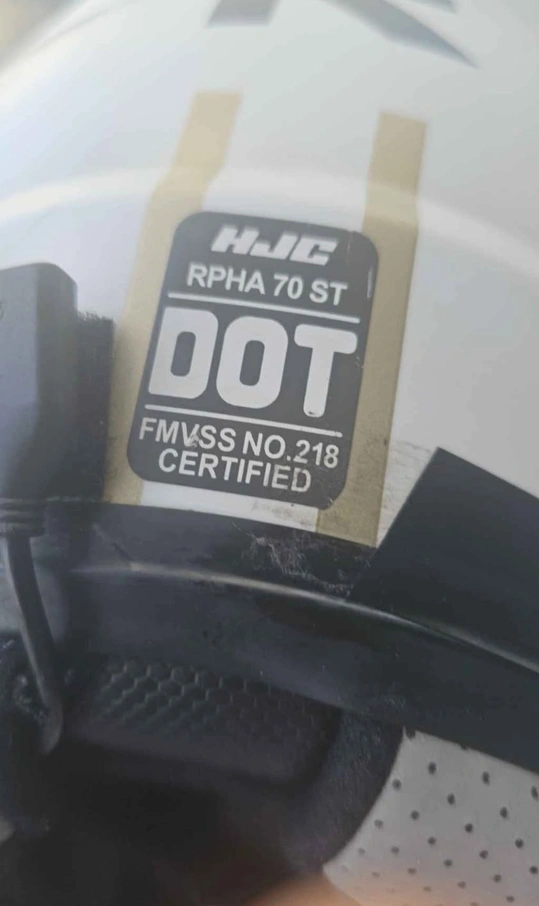 HJC
RPHA 70 ST
DOT
FMVSS NO.218
CERTIFIED